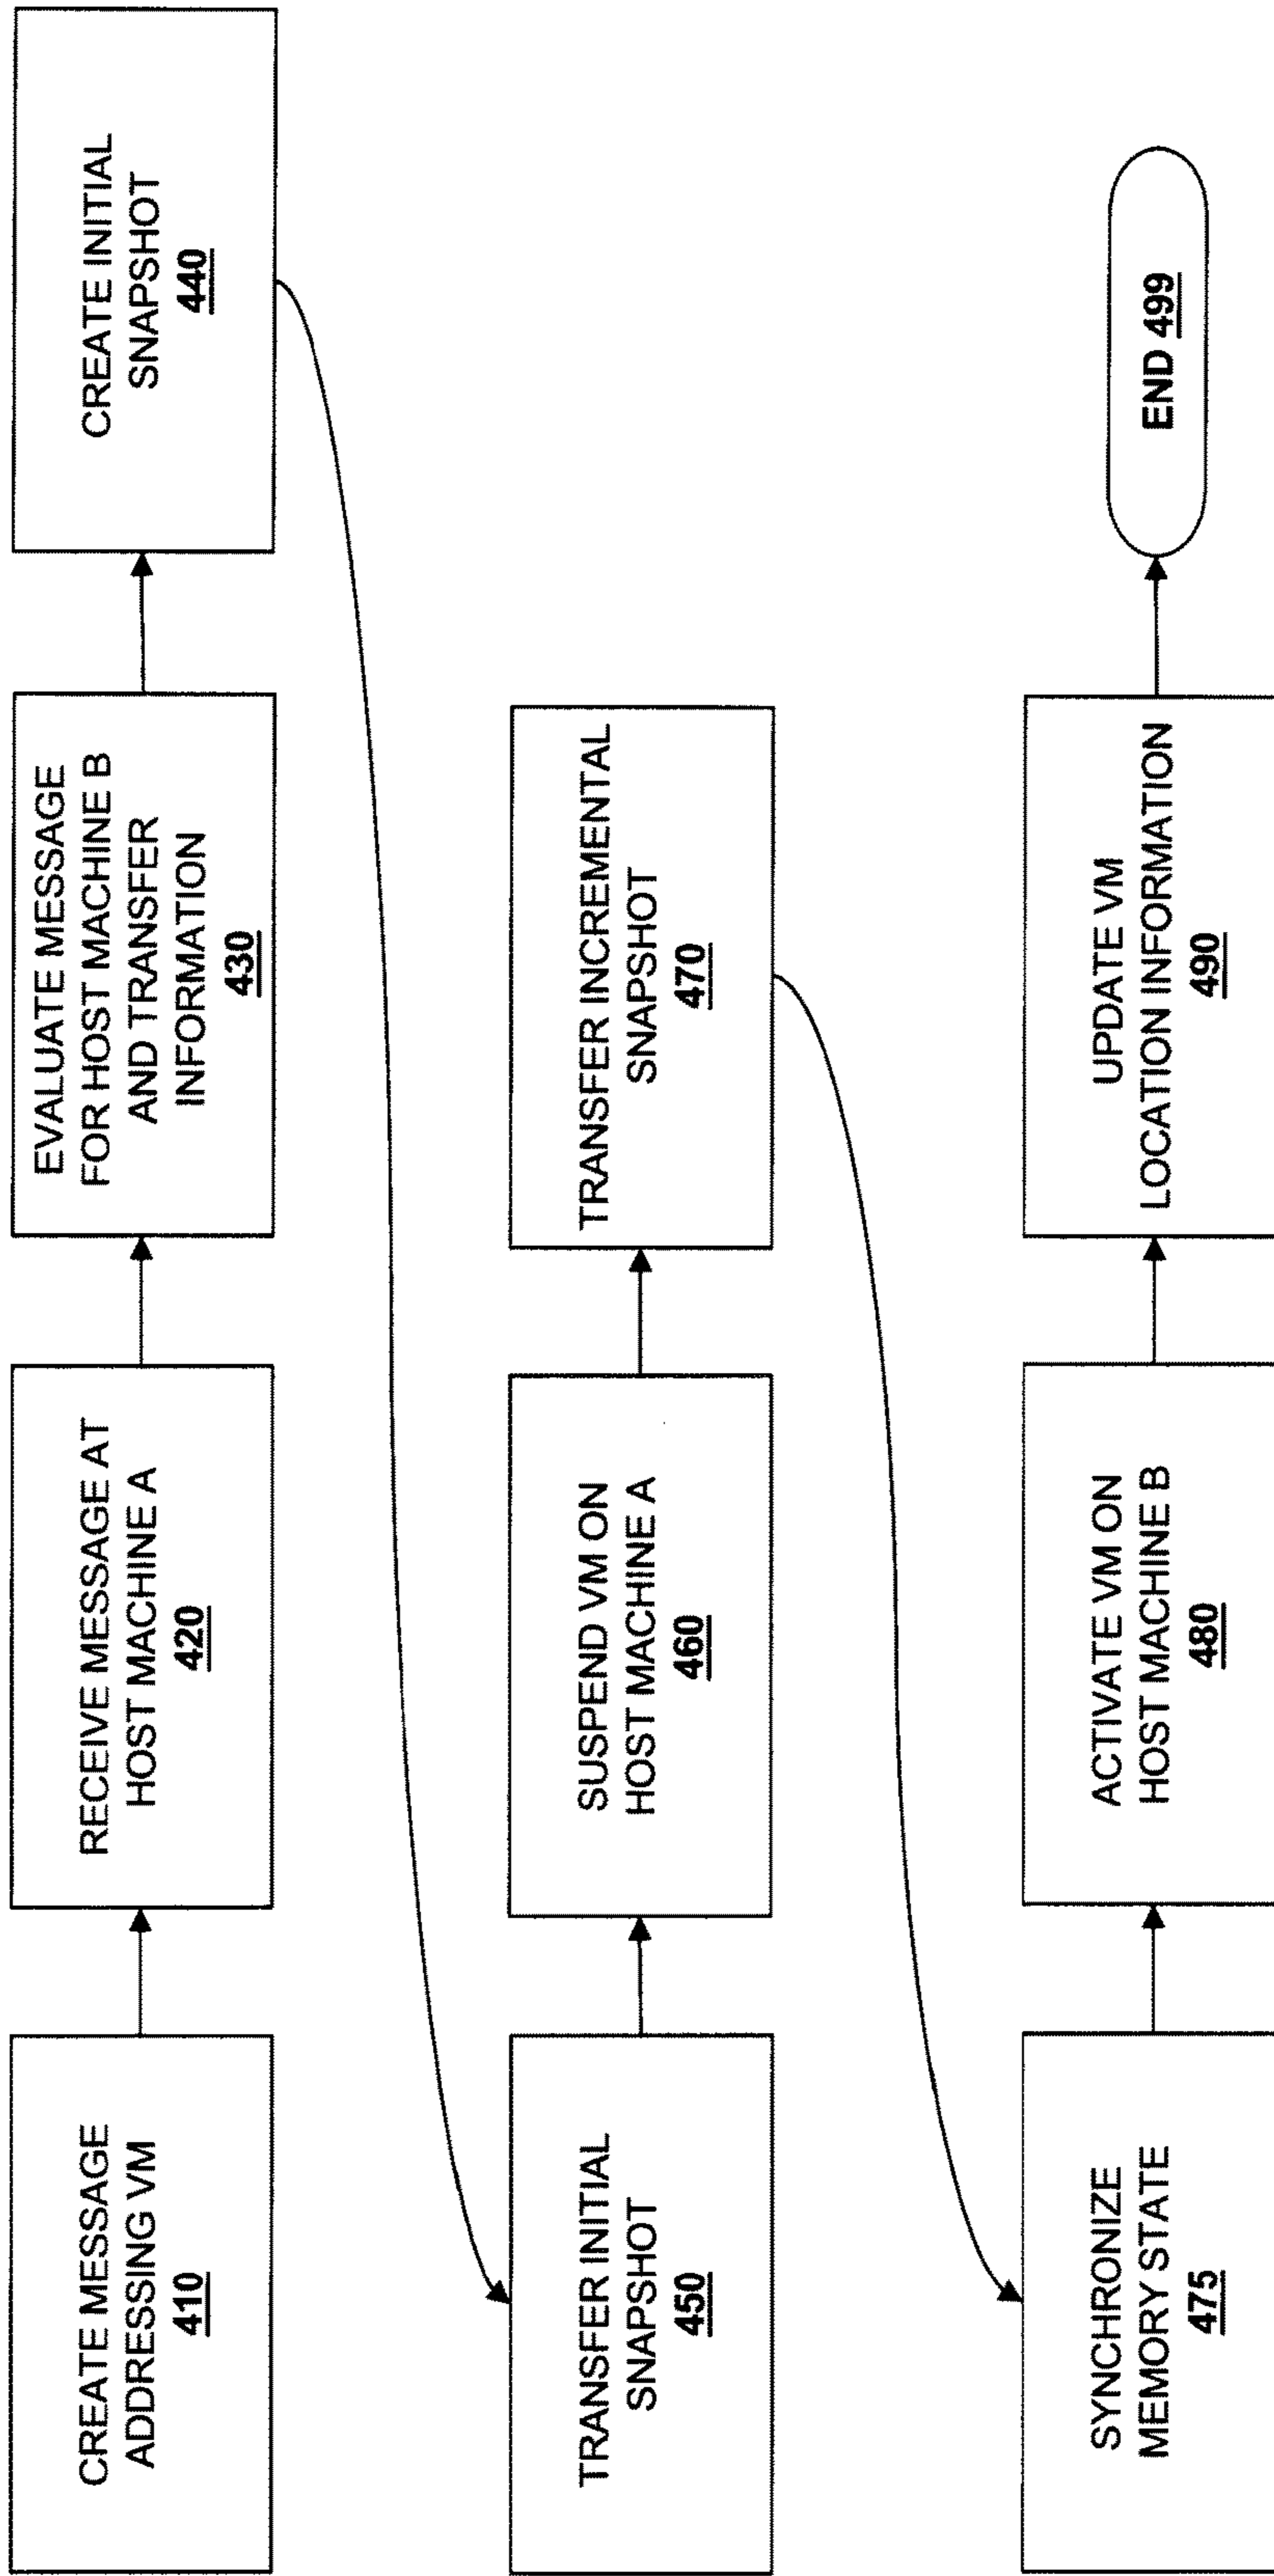 CREATE MESSAGE
ADDRESSING VM
410
RECEIVE MESSAGE AT
HOST MACHINE A
420
EVALUATE MESSAGE
FOR HOST MACHINE B
AND TRANSFER
INFORMATION
430
CREATE INITIAL
SNAPSHOT
440
TRANSFER INITIAL
SNAPSHOT
450
SUSPEND VM ON
HOST MACHINE A
460
TRANSFER INCREMENTAL
SNAPSHOT
470
SYNCHRONIZE
MEMORY STATE
475
ACTIVATE VM ON
HOST MACHINE B
480
UPDATE VM
LOCATION INFORMATION
490
END 499